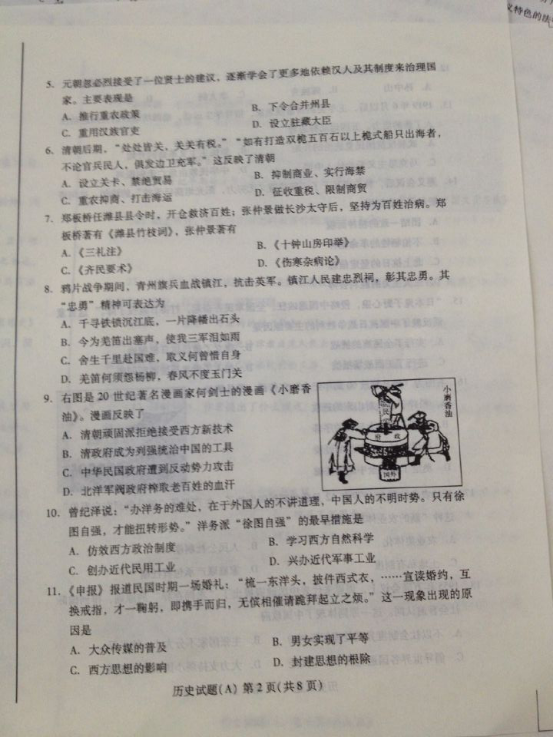 5. 元朝忽必烈接受了一位贤士的建议，逐渐学会了更多地依赖汉人及其制度来治理国
家。主要表现是
A. 推行重农政策
B. 下令合并州县
C. 重用汉族官吏
D. 设立驻藏大臣
6. 清朝后期，“处处皆关、关关有税。”“如有打造双桅五百石以上桅式船只出海者，
不论官兵民人，俱发边卫充军。”这反映了清朝
A. 设立关卡、禁绝贸易
B. 抑制商业、实行海禁
C. 重农抑商、打击海运
D. 征收重税、限制商贸
7. 郑板桥任潍县县令时，开仓救济百姓；张仲景做长沙太守后，坚持为百姓治病。郑
板桥著有《潍县竹枝词》，张仲景著有
A. 《三礼注》
B. 《十钟山房印举》
C. 《齐民要术》
D. 《伤寒杂病论》
8. 鸦片战争期间，青州旗兵血战镇江，抗击英军。镇江人民建忠烈祠，彰其忠勇。其
“忠勇”精神可表达为
A. 千寻铁锁沉江底，一片降幡出石头
B. 今为羌笛出塞声，使我三军泪如雨
C. 舍生千里赴国难，取义何曾惜自身
D. 羌笛何须怨杨柳，春风不度玉门关
9. 右图是 20 世纪著名漫画家何剑士的漫画《小磨香
油》。漫画反映了
A. 清朝顽固派拒绝接受西方新技术
B. 清政府成为列强统治中国的工具
C. 中华民国政府遭到反动势力攻击
D. 北洋军阀政府榨取老百姓的血汗
小磨香油
10. 曾纪泽说：“办洋务的难处，在于外国人的不讲道理，中国人的不明时势。只有徐
图自强，才能扭转形势。”洋务派“徐图自强”的最早措施是
A. 仿效西方政治制度
B. 学习西方自然科学
C. 创办近代民用工业
D. 兴办近代军事工业
11. 《申报》报道民国时期一场婚礼：“梳一东洋头，披件西式衣，……宣读婚约，互
换戒指，才一鞠躬，即携手而归，无傧相催请跪拜起立之烦。”这一现象出现的原
因是
A. 大众传媒的普及
B. 男女实现了平等
C. 西方思想的影响
D. 封建思想的根除
历史试题（A）第 2 页（共 8 页）